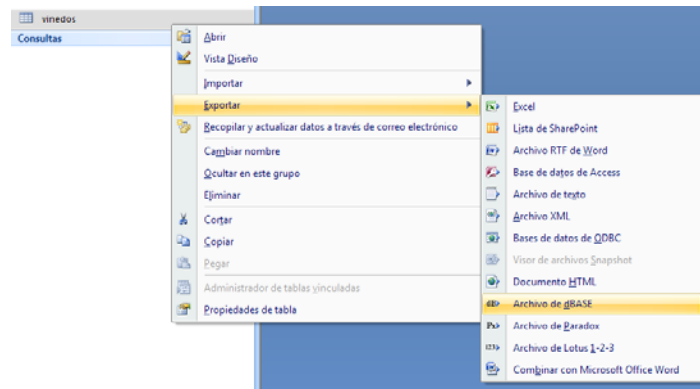 vinedos
Consultas
Abrir
Vista Diseño
Importar
Exportar
Recopilar y actualizar datos a través de correo electrónico
Cambiar nombre
Ocultar en este grupo
Eliminar
Cortar
Copiar
Pegar
Administrador de tablas vinculadas
Propiedades de tabla
Excel
Lista de SharePoint
Archivo RTF de Word
Base de datos de Access
Archivo de texto
Archivo XML
Bases de datos de ODBC
Visor de archivos Snapshot
Documento HTML
Archivo de dBASE
Archivo de Paradox
Archivo de Lotus 1-2-3
Combinar con Microsoft Office Word